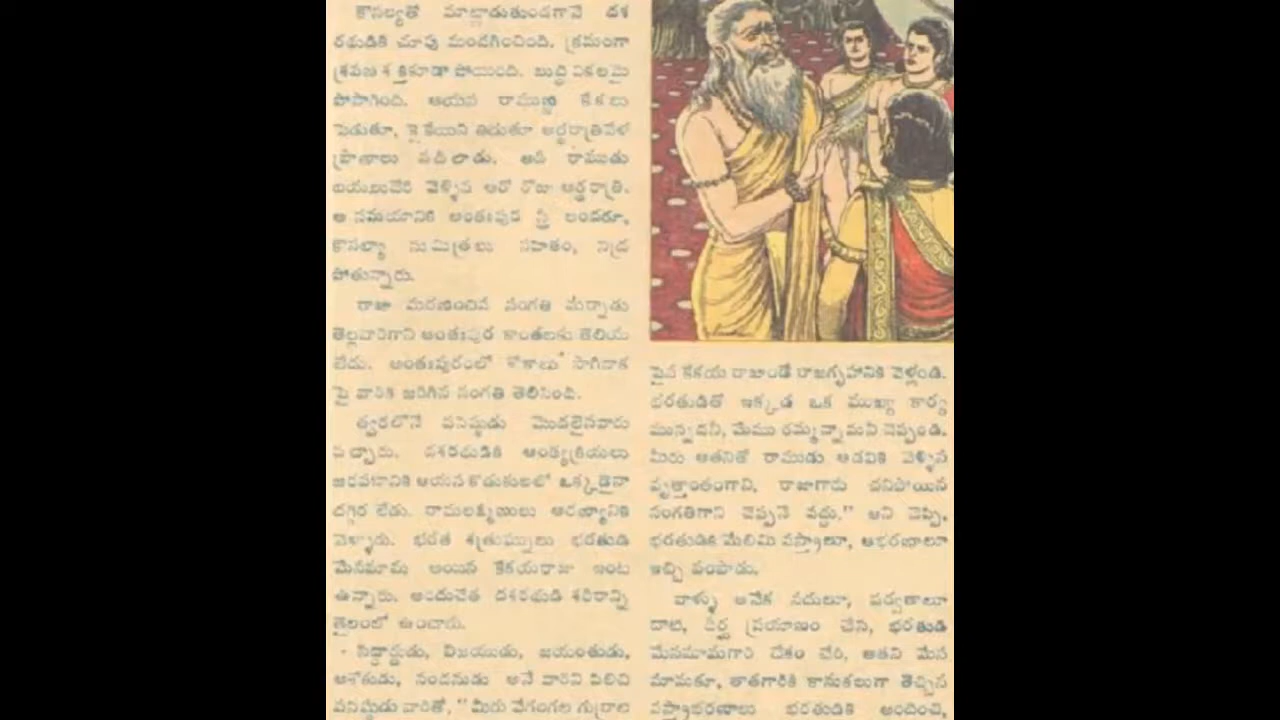 కౌసల్యతో మాట్లాడుతుండగానే దశ
రథుడికి చూపు మందగించింది. క్రమంగా
శ్రవణశక్తికూడా పోయింది. బుద్ధి వికలమై
పోసాగింది. ఆయన రాముణ్ణి కేకలు
పెడుతూ, కైకేయిని తిడుతూ అర్ధరాత్రివేళ
ప్రాణాలు వదిలాడు. అది రాముడు
బయలుదేరి వెళ్ళిన ఆరో రోజు అర్ధరాత్రి.
ఆ సమయానికి అంతఃపుర స్త్రీ లందరూ,
కౌసల్యా సుమిత్రలు సహితం, నిద్ర
పోతున్నారు.
రాజు మరణించిన సంగతి మర్నాడు
తెల్లవారిగాని అంతఃపుర కాంతలకు తెలియ
లేదు. అంతఃపురంలో శోకాలు సాగినాక
పై వారికి జరిగిన సంగతి తెలిసింది.
త్వరలోనే వసిష్ఠుడు మొదలైనవారు
వచ్చారు. దశరథుడికి అంత్యక్రియలు
జరపటానికి ఆయన కొడుకులలో ఒక్కడైనా
దగ్గిర లేడు. రామలక్ష్మణులు అరణ్యానికి
వెళ్ళారు. భరత శత్రుఘ్నులు భరతుడి
మేనమామ అయిన కేకయరాజు ఇంట
ఉన్నారు. అందుచేత దశరథుడి శరీరాన్ని
తైలంలో ఉంచారు.
సిద్ధార్థుడు, విజయుడు, జయంతుడు,
అశోకుడు, నందనుడు అనే వారిని పిలిచి
వసిష్ఠుడు వారితో, "మీరు వేగంగల గుర్రాల
పైన కేకయ రాజుండే రాజగృహానికి వెళ్లండి.
భరతుడితో ఇక్కడ ఒక ముఖ్య కార్య
మున్నదనీ, మేము రమ్మన్నామనీ చెప్పండి.
మీరు అతనితో రాముడు అడవికి వెళ్ళిన
వృత్తాంతంగాని, రాజుగారు చనిపోయిన
సంగతిగాని చెప్పనే వద్దు." అని చెప్పి,
భరతుడికి మేలిమి వస్త్రాలూ, ఆభరణాలూ
ఇచ్చి పంపాడు.
వాళ్ళు అనేక నదులూ, పర్వతాలూ
దాటి, దీర్ఘ ప్రయాణం చేసి, భరతుడి
మేనమామగారి దేశం చేరి, అతని మేన
మామకూ, తాతగారికి కానుకలుగా తెచ్చిన
వస్త్రాభరణాలు భరతుడికి అందించి,